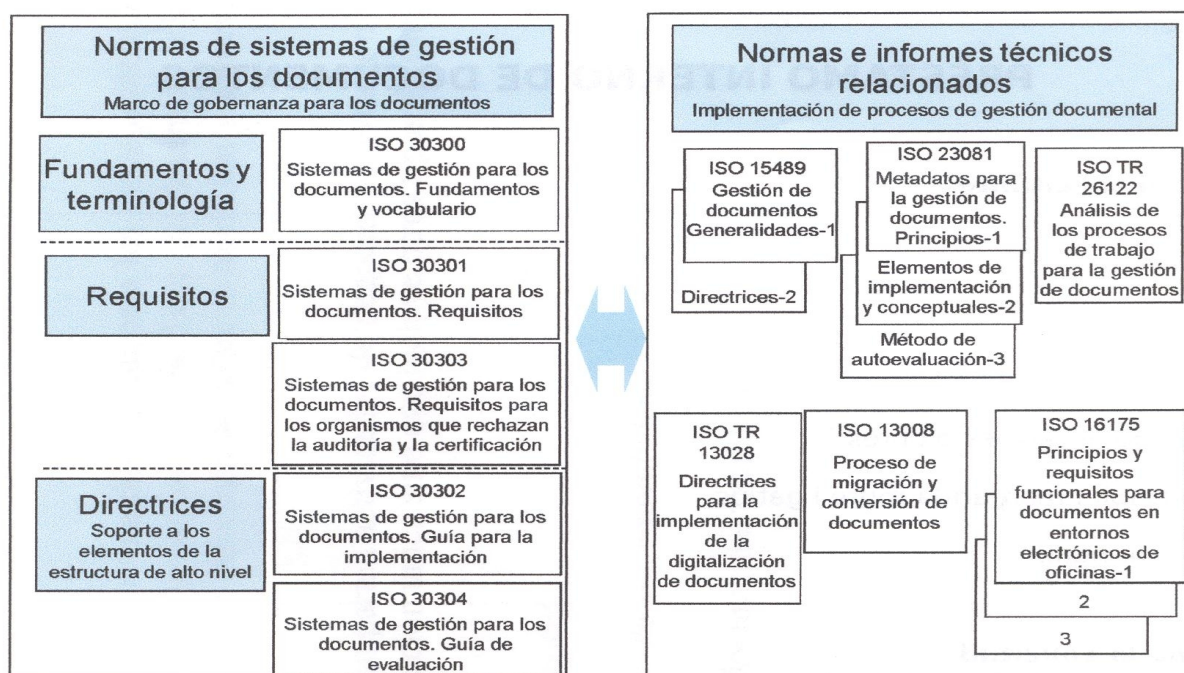 Normas de sistemas de gestión
para los documentos
Marco de gobernanza para los documentos
Fundamentos y
terminología
ISO 30300
Sistemas de gestión para los
documentos. Fundamentos
y vocabulario
Requisitos
ISO 30301
Sistemas de gestión para los
documentos. Requisitos
ISO 30303
Sistemas de gestión para los
documentos. Requisitos para
los organismos que rechazan
la auditoría y la certificación
Directrices
Soporte a los
elementos de la
estructura de alto nivel
ISO 30302
Sistemas de gestión para los
documentos. Guía para la
implementación
ISO 30304
Sistemas de gestión para los
documentos. Guía de
evaluación
Normas e informes técnicos
relacionados
Implementación de procesos de gestión documental
ISO 15489
Gestión de
documentos
Generalidades-1
Directrices-2
ISO 23081
Metadatos para
la gestión de
documentos.
Principios-1
Elementos de
implementación
y conceptuales-2
Método de
autoevaluación-3
ISO TR
26122
Análisis de
los procesos
de trabajo
para la gestión
de documentos
ISO TR
13028
Directrices
para la
implementación
de la
digitalización
de documentos
ISO 13008
Proceso de
migración y
conversión de
documentos
ISO 16175
Principios y
requisitos
funcionales para
documentos en
entornos
electrónicos de
oficinas-1
2
3